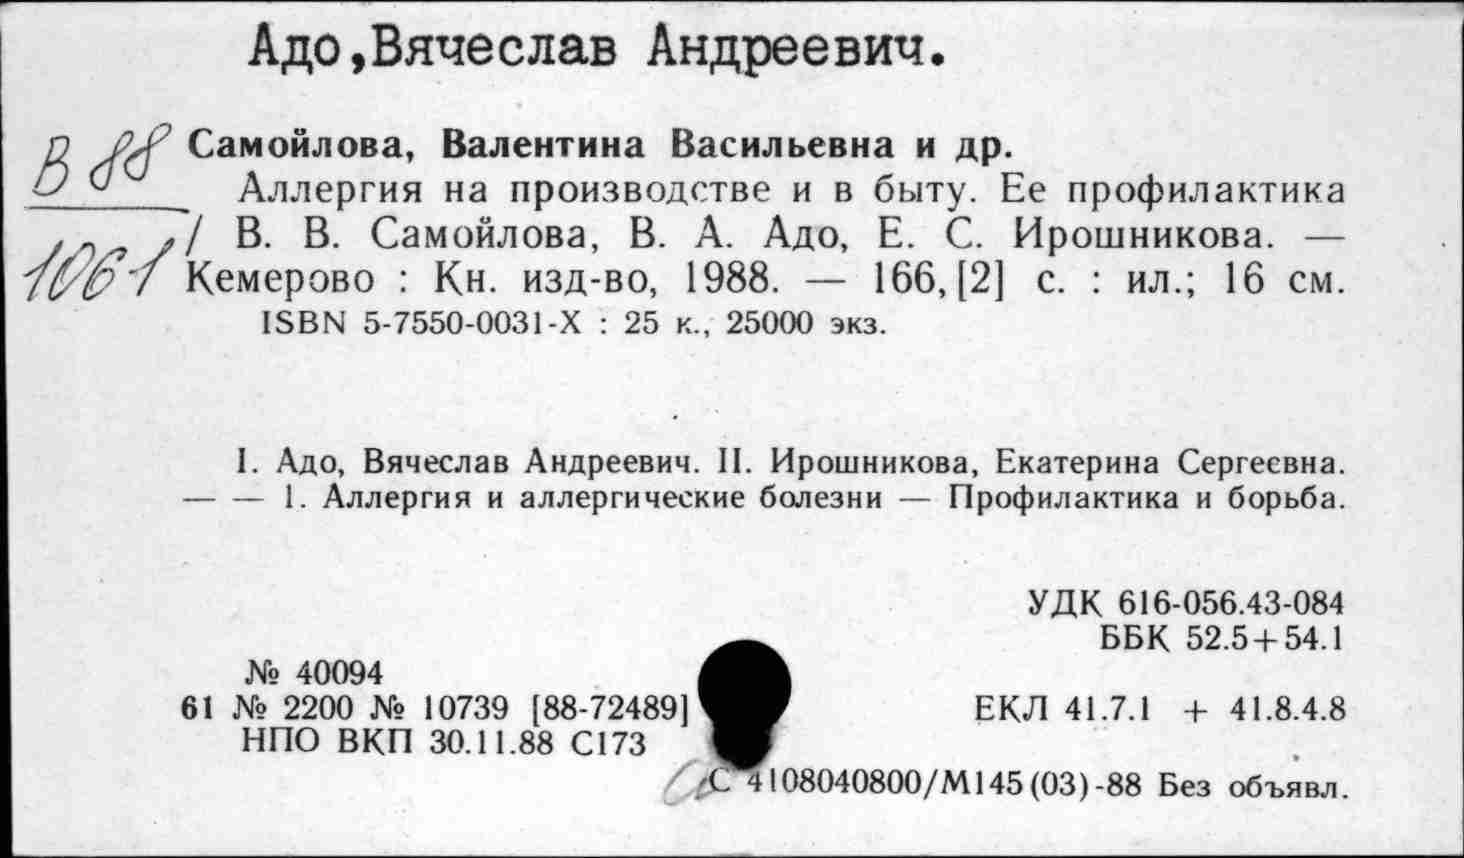 Адо,Вячеслав Андреевич.
В 88
1061
Самойлова, Валентина Васильевна и др.
Аллергия на производстве и в быту. Ее профилактика
/ В. В. Самойлова, В. А. Адо, Е. С. Ирошникова. —
Кемерово : Кн. изд-во, 1988. — 166, [2] с. : ил.; 16 см.
ISBN 5-7550-0031-X : 25 к., 25000 экз.
I. Адо, Вячеслав Андреевич. II. Ирошникова, Екатерина Сергеевна.
— — 1. Аллергия и аллергические болезни — Профилактика и борьба.
УДК 616-056.43-084
ББК 52.5+54.1
№ 40094
61 № 2200 № 10739 [88-72489]
ЕКЛ 41.7.1 + 41.8.4.8
НПО ВКП 30.11.88 С173
С 4108040800/М145(03)-88 Без объявл.